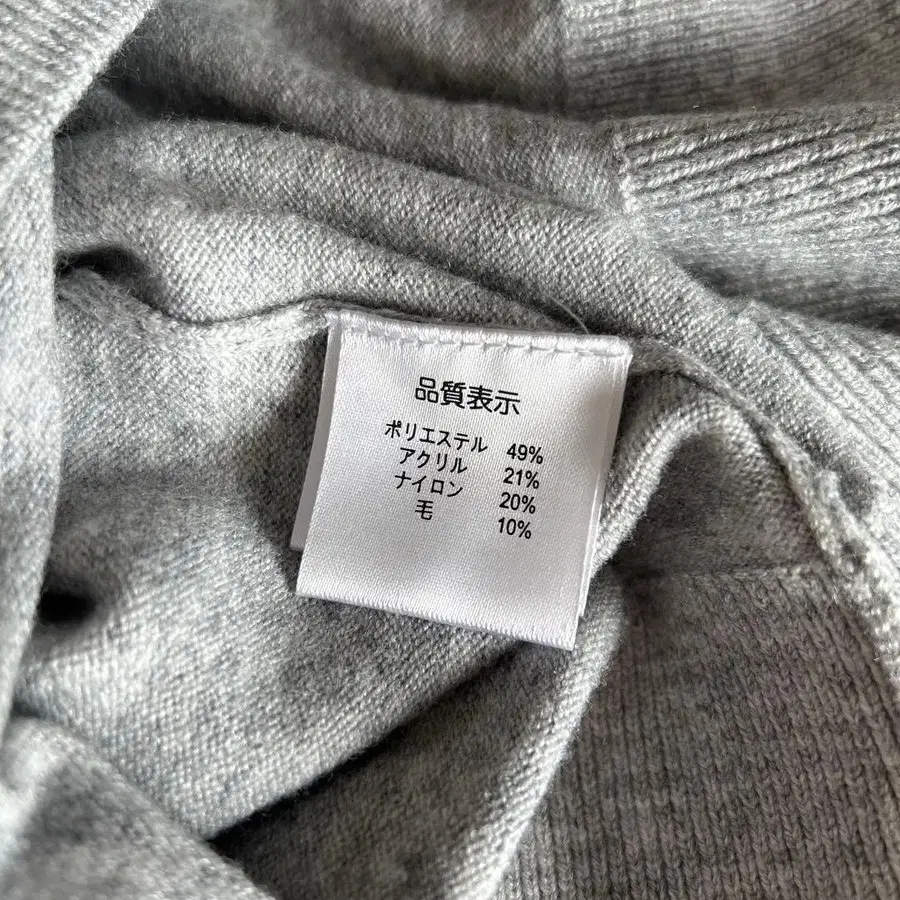 品質表示
ポリエステル 49%
アクリル 21%
ナイロン 20%
毛 10%